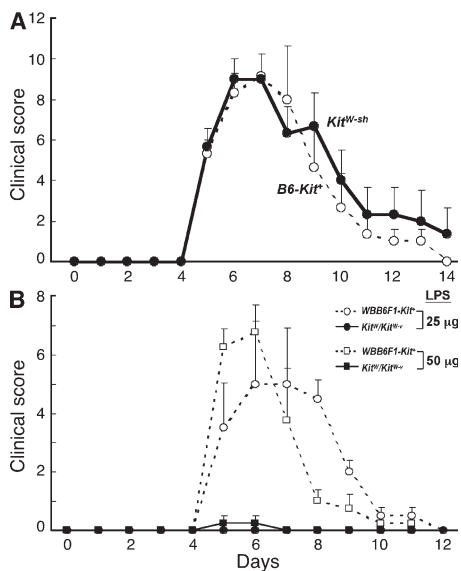 A
12
10
8
6
4
2
0
Clinical score
Kit^W-sh
B6-Kit^+
0 2 4 6 8 10 12 14
B
8
6
4
2
0
Clinical score
LPS
WBB6F1-Kit^+
Kit^W/Kit^W-v
25 µg
WBB6F1-Kit^+
Kit^W/Kit^W-v
50 µg
0 2 4 6 8 10 12
Days